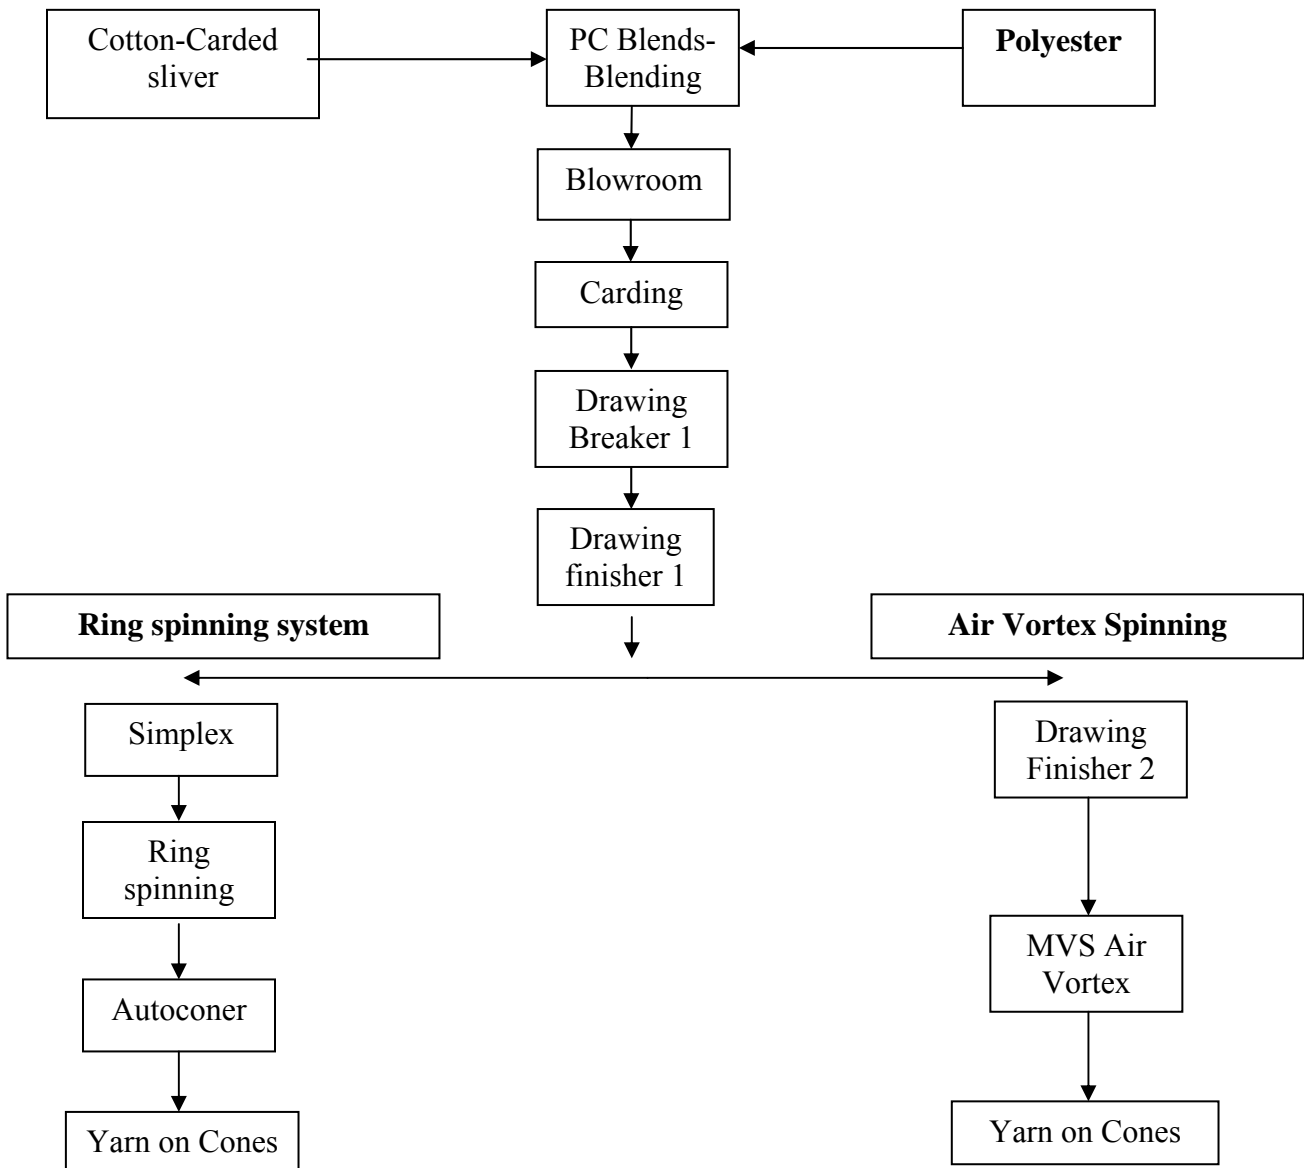 Cotton-Carded
sliver
PC Blends-
Blending
Polyester
Blowroom
Carding
Drawing
Breaker 1
Drawing
finisher 1
Ring spinning system
Air Vortex Spinning
Simplex
Drawing
Finisher 2
Ring
spinning
MVS Air
Vortex
Autoconer
Yarn on Cones
Yarn on Cones